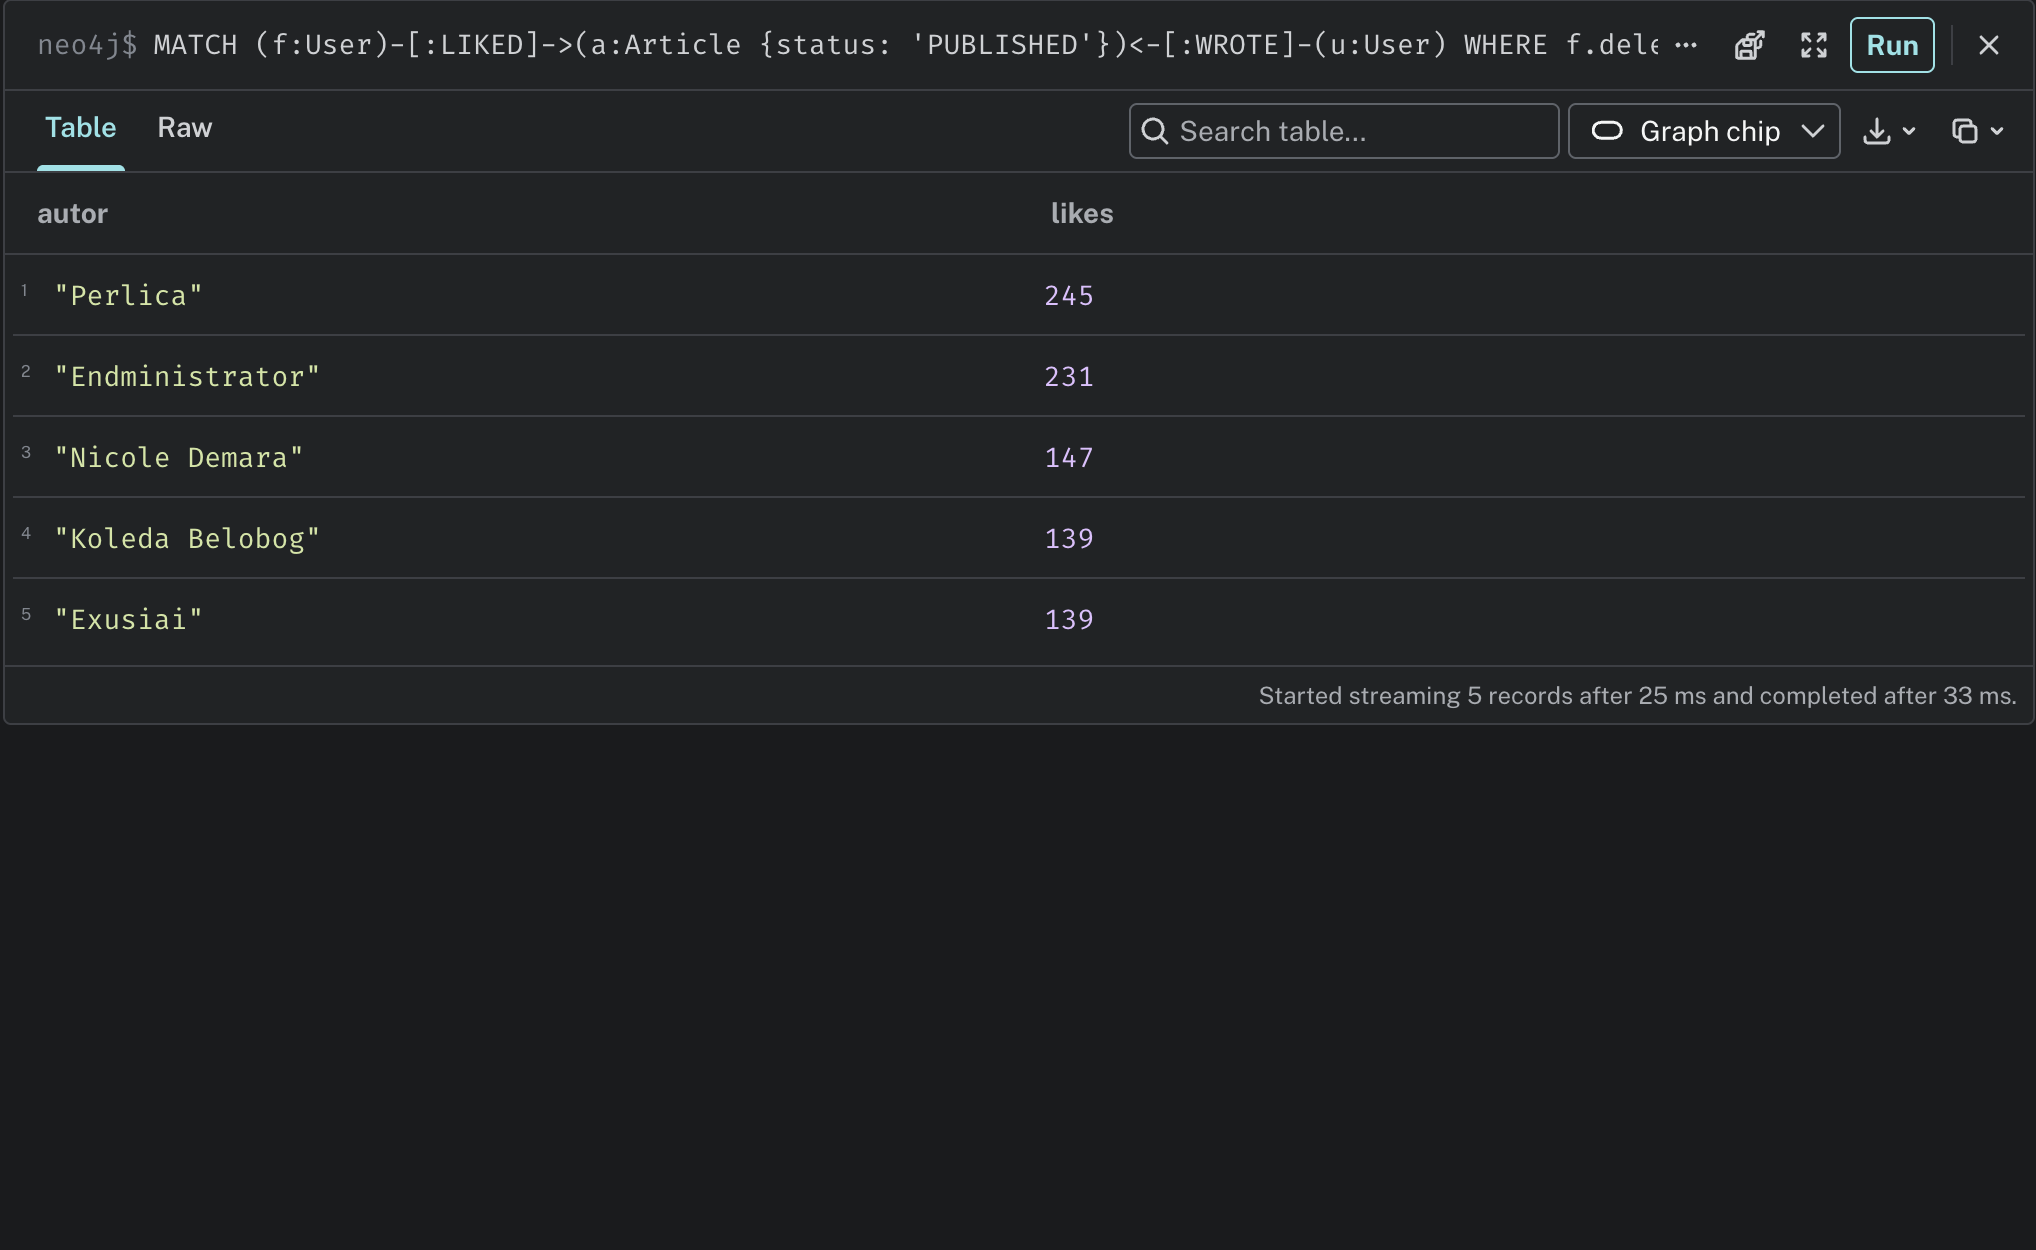 neo4j$ MATCH (f:User)-[:LIKED]->(a:Article {status: 'PUBLISHED'})<-[:WROTE]-(u:User) WHERE f.dele ···
Run
Table Raw
Search table... Graph chip
autor likes
1 "Perlica" 245
2 "Endministrator" 231
3 "Nicole Demara" 147
4 "Koleda Belobog" 139
5 "Exusiai" 139
Started streaming 5 records after 25 ms and completed after 33 ms.